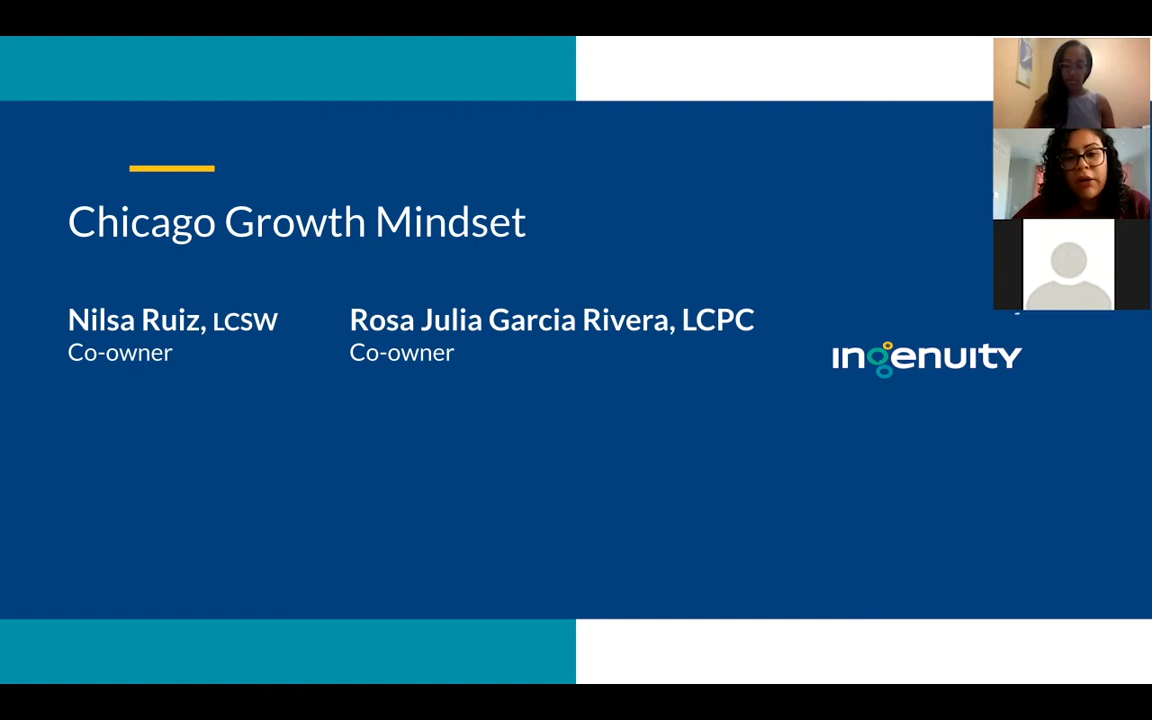 Chicago Growth Mindset
Nilsa Ruiz, LCSW
Co-owner
Rosa Julia Garcia Rivera, LCPC
Co-owner
ingenuity